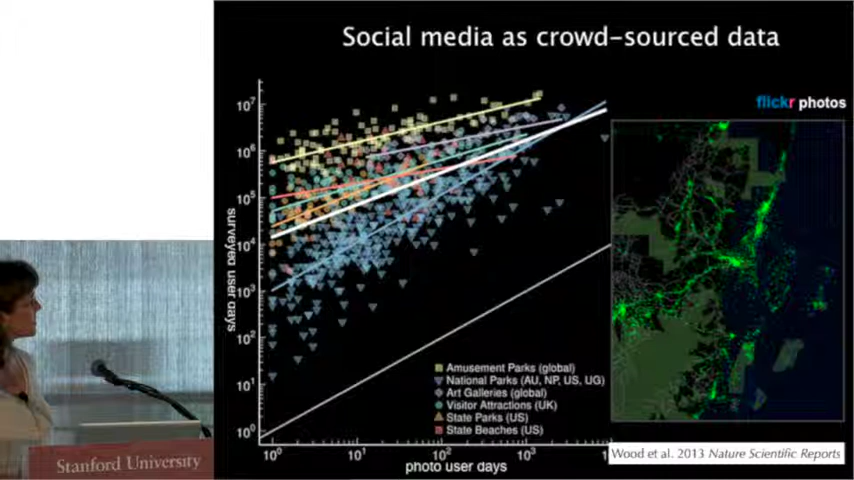 Social media as crowd-sourced data
flickr photos
10⁷
10⁶
10⁵
10⁴
10³
10²
10¹
10⁰
surveyed user days
Amusement Parks (global)
National Parks (AU, NP, US, UG)
Art Galleries (global)
Visitor Attractions (UK)
State Parks (US)
State Beaches (US)
10⁰ 10¹ 10² 10³
photo user days
Wood et al. 2013 Nature Scientific Reports
Stanford University